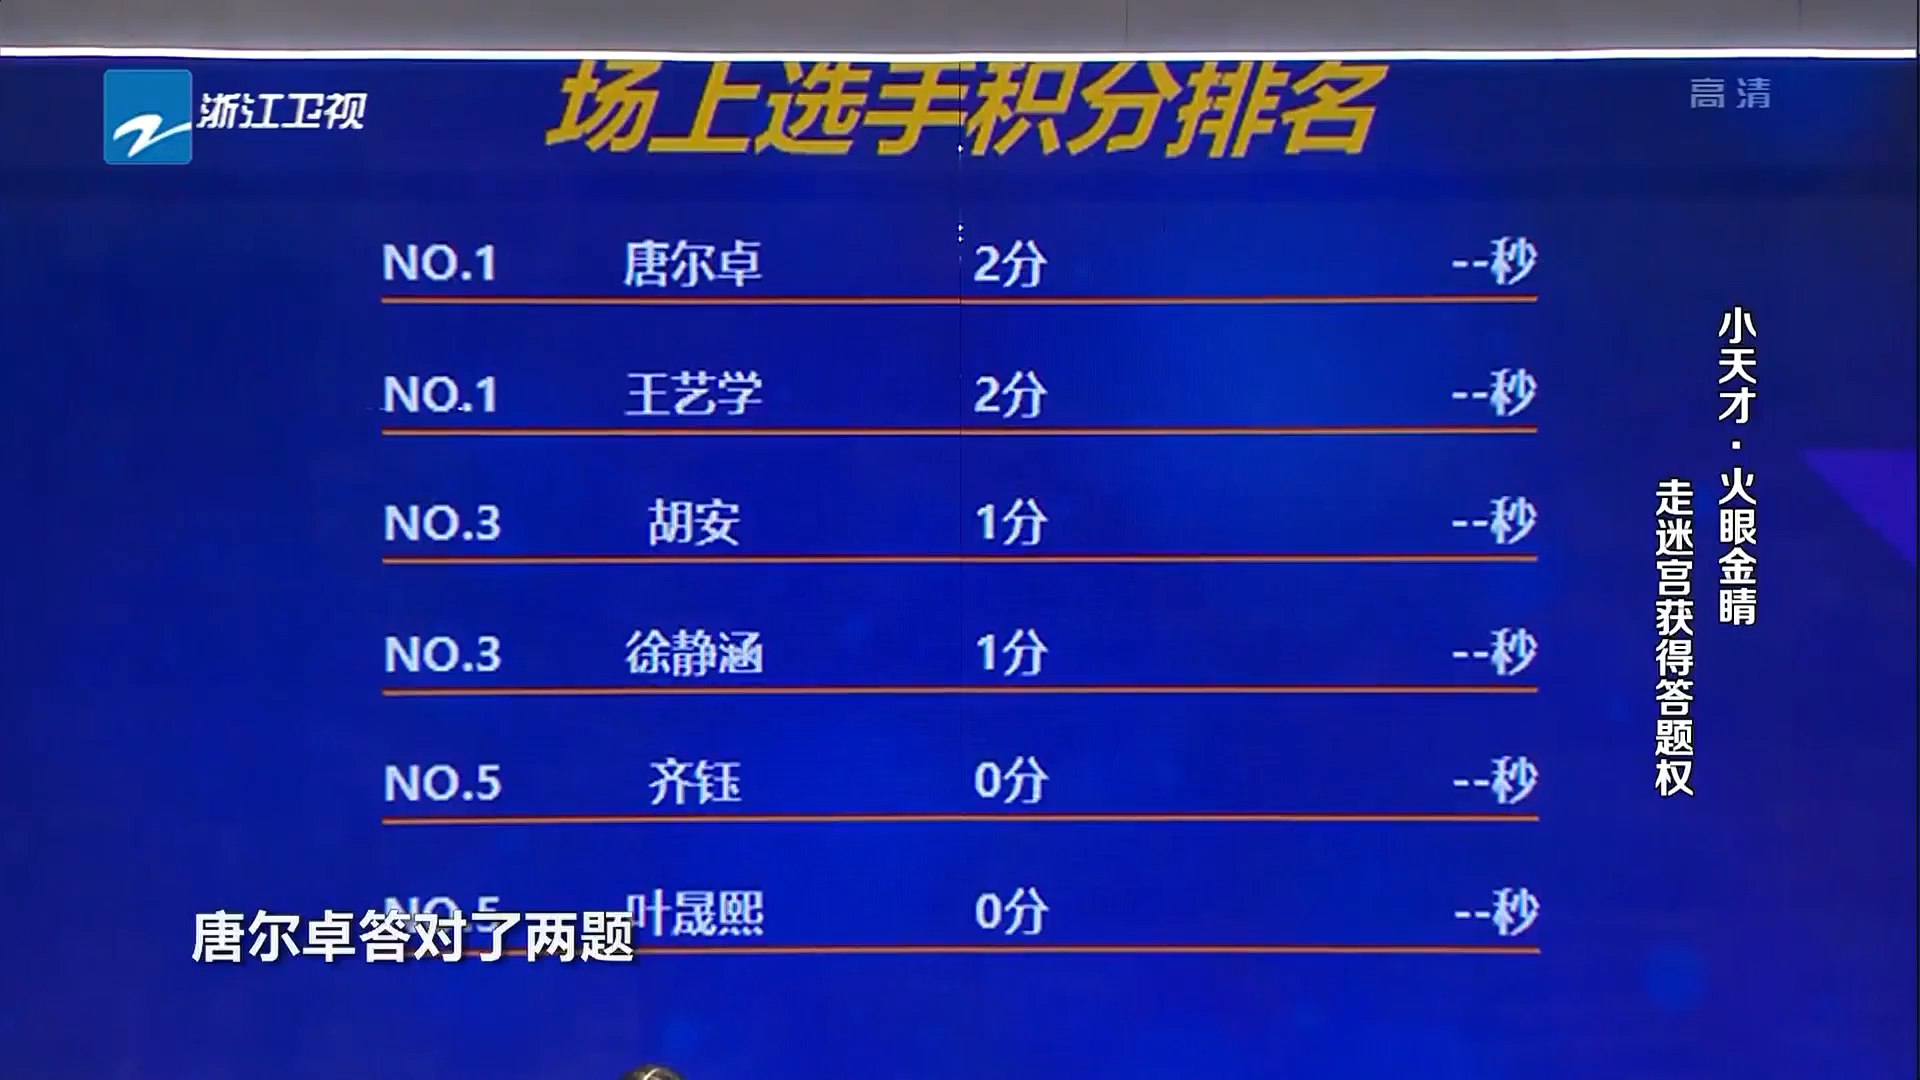 场上选手积分排名
浙江卫视
高清
NO.1 唐尔卓 2分 --秒
NO.1 王艺学 2分 --秒
NO.3 胡安 1分 --秒
NO.3 徐静涵 1分 --秒
NO.5 齐钰 0分 --秒
NO.5 叶晟熙 0分 --秒
小天才·火眼金睛
走迷宫获得答题权
唐尔卓答对了两题